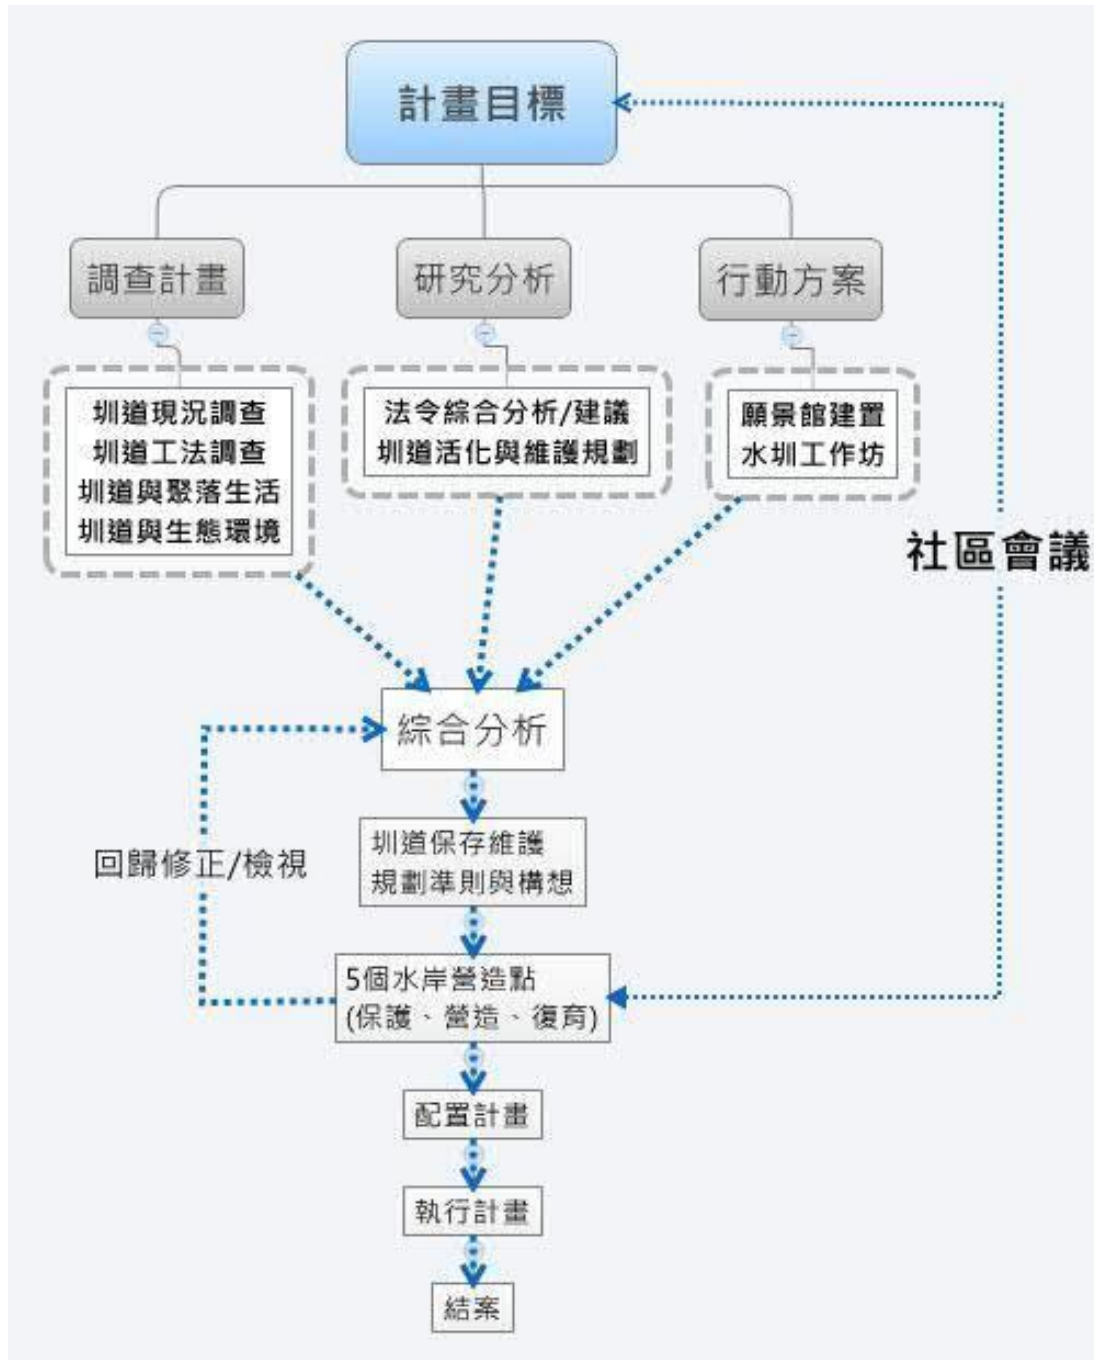 計畫目標
調查計畫
研究分析
行動方案
圳道現況調查
圳道工法調查
圳道與聚落生活
圳道與生態環境
法令綜合分析/建議
圳道活化與維護規劃
願景館建置
水圳工作坊
社區會議
綜合分析
圳道保存維護
規劃準則與構想
回歸修正/檢視
5個水岸營造點
(保護、營造、復育)
配置計畫
執行計畫
結案